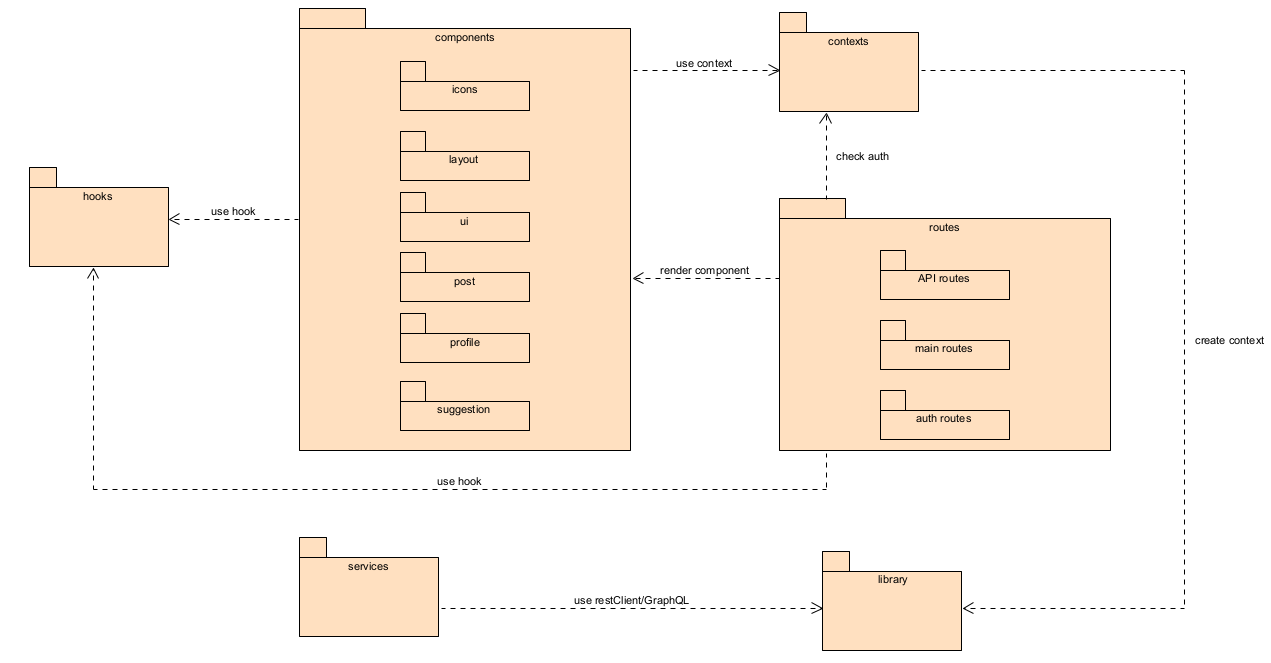 components
icons
layout
ui
post
profile
suggestion
use context
contexts
check auth
hooks
use hook
render component
routes
API routes
main routes
auth routes
create context
use hook
services
use restClient/GraphQL
library